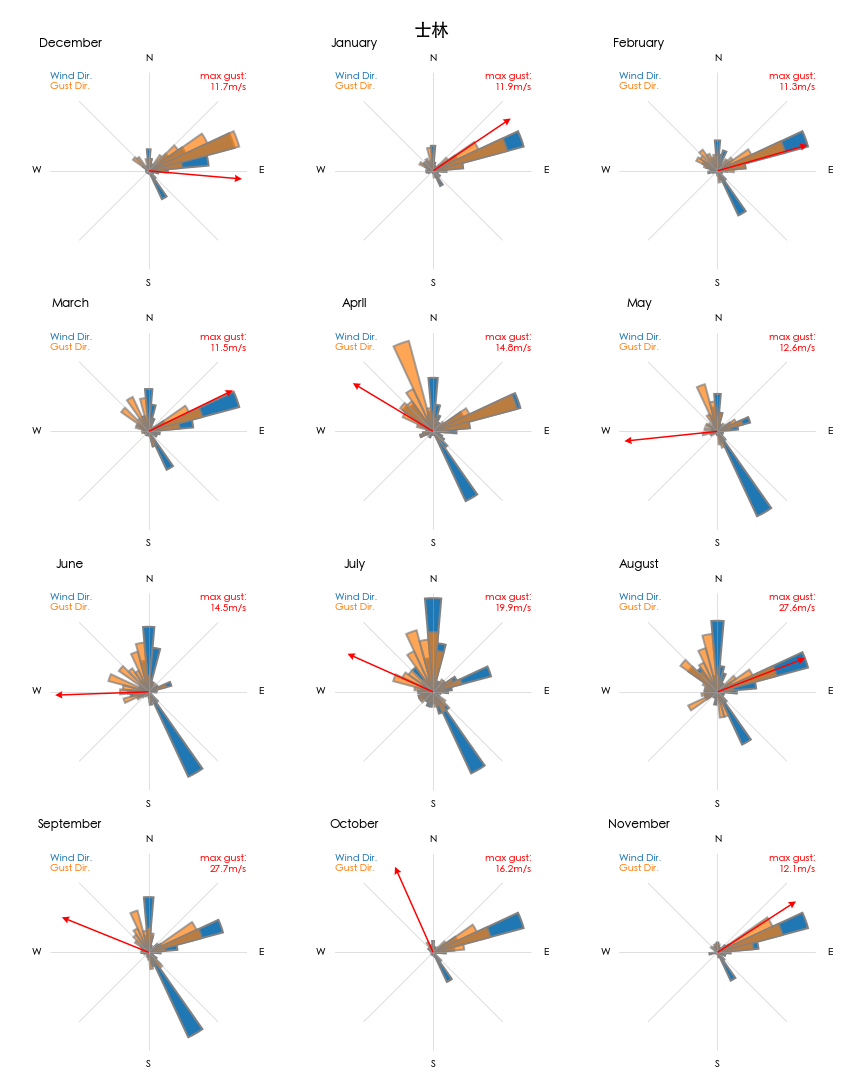 士林
December
N
Wind Dir.
Gust Dir.
max gust:
11.7m/s
W
E
S
January
N
Wind Dir.
Gust Dir.
max gust:
11.9m/s
W
E
S
February
N
Wind Dir.
Gust Dir.
max gust:
11.3m/s
W
E
S
March
N
Wind Dir.
Gust Dir.
max gust:
11.5m/s
W
E
S
April
N
Wind Dir.
Gust Dir.
max gust:
14.8m/s
W
E
S
May
N
Wind Dir.
Gust Dir.
max gust:
12.6m/s
W
E
S
June
N
Wind Dir.
Gust Dir.
max gust:
14.5m/s
W
E
S
July
N
Wind Dir.
Gust Dir.
max gust:
19.9m/s
W
E
S
August
N
Wind Dir.
Gust Dir.
max gust:
27.6m/s
W
E
S
September
N
Wind Dir.
Gust Dir.
max gust:
27.7m/s
W
E
S
October
N
Wind Dir.
Gust Dir.
max gust:
16.2m/s
W
E
S
November
N
Wind Dir.
Gust Dir.
max gust:
12.1m/s
W
E
S